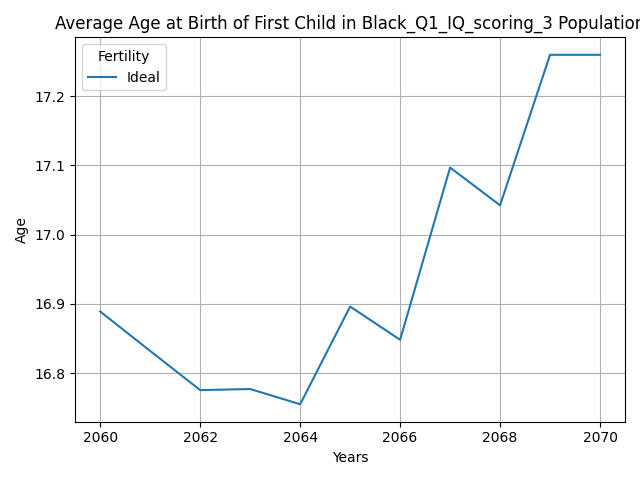 Average Age at Birth of First Child in Black_Q1_IQ_scoring_3 Population
Fertility
Ideal
17.2
17.1
17.0
16.9
16.8
Age
2060
2062
2064
2066
2068
2070
Years